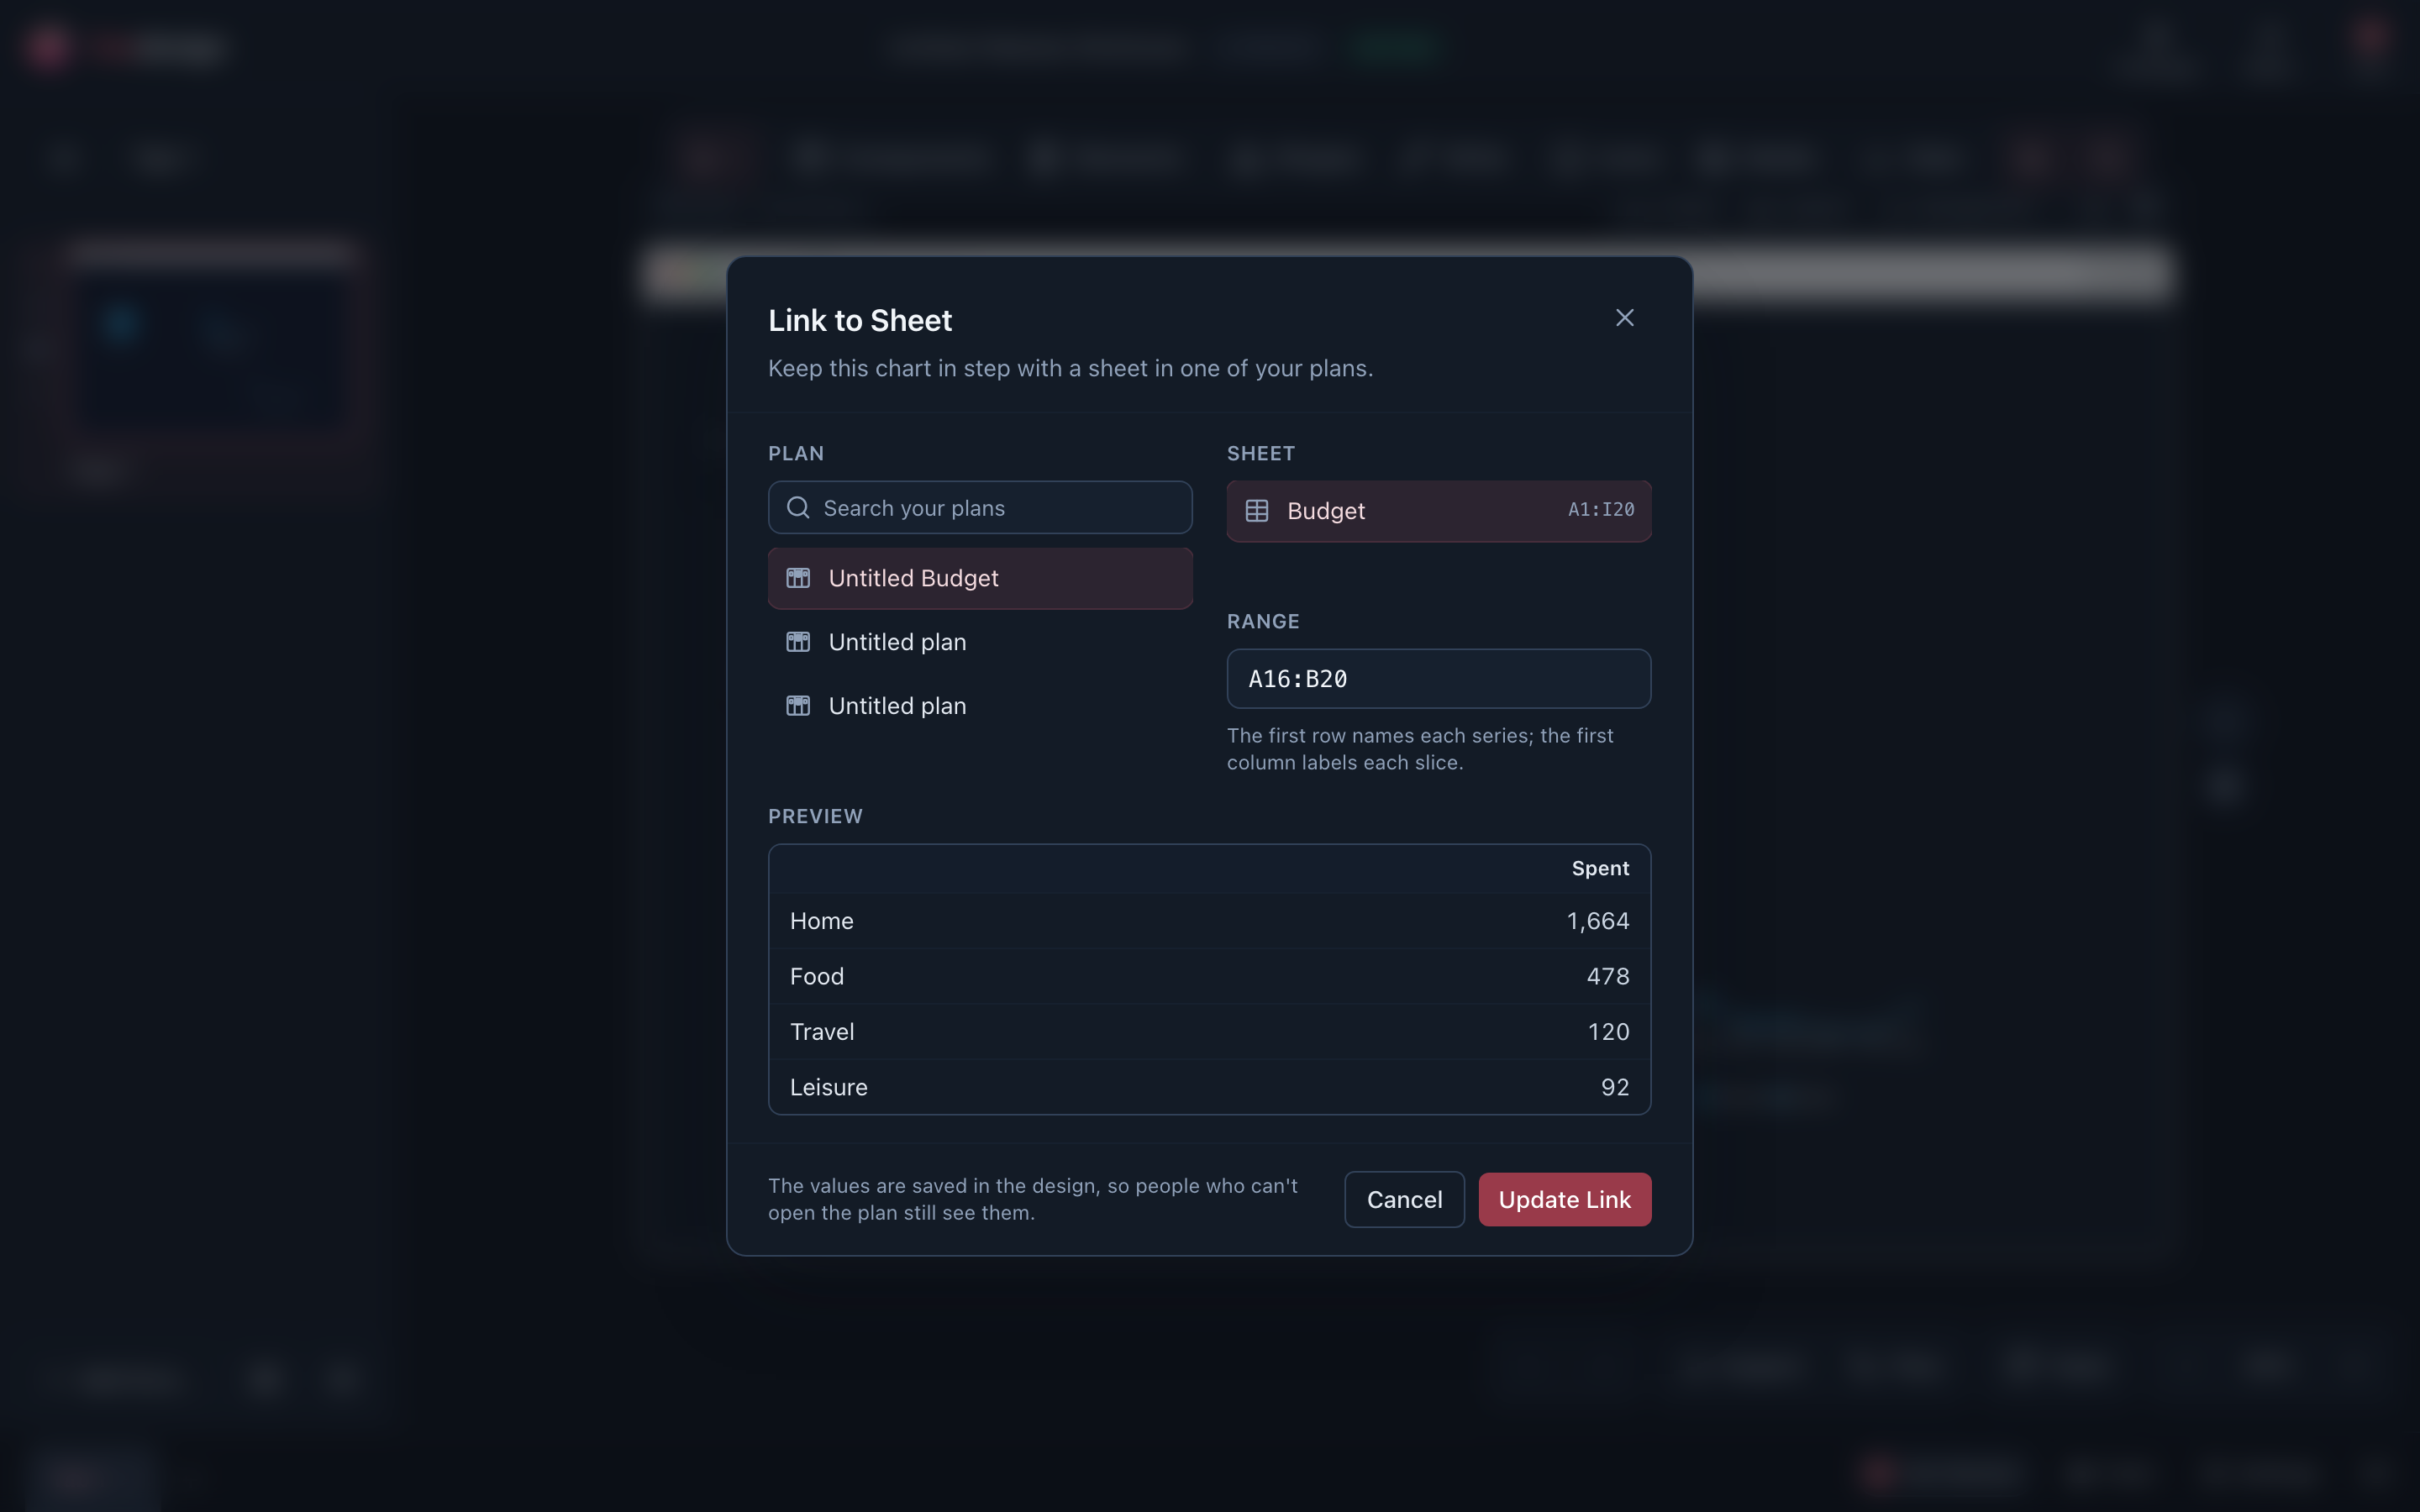 Link to Sheet
Keep this chart in step with a sheet in one of your plans.
PLAN
Search your plans
Untitled Budget
Untitled plan
Untitled plan
SHEET
Budget A1:I20
RANGE
A16:B20
The first row names each series; the first
column labels each slice.
PREVIEW
Spent
Home 1,664
Food 478
Travel 120
Leisure 92
The values are saved in the design, so people who can't
open the plan still see them.
Cancel
Update Link